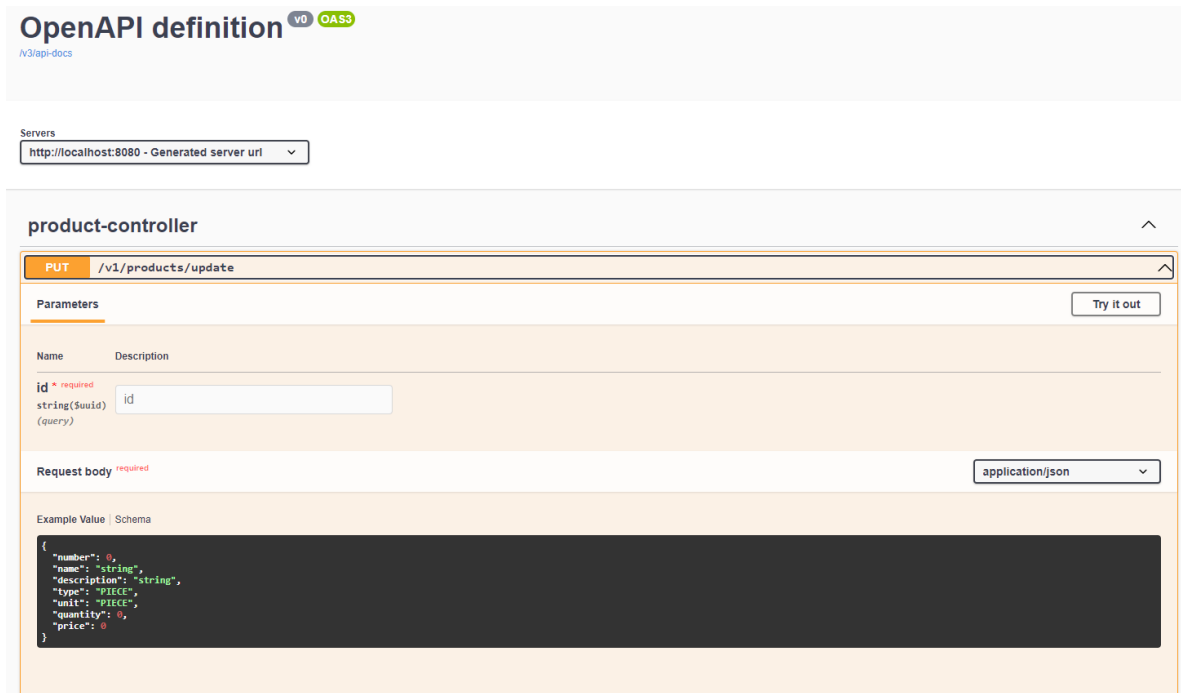 OpenAPI definition v0 OAS3
/v3/api-docs
Servers
http://localhost:8080 - Generated server url
product-controller
PUT /v1/products/update
Parameters
Try it out
Name Description
id * required
string($uuid)
(query)
id
Request body required
application/json
Example Value | Schema
{
"number": 0,
"name": "string",
"description": "string",
"type": "PIECE",
"unit": "PIECE",
"quantity": 0,
"price": 0
}